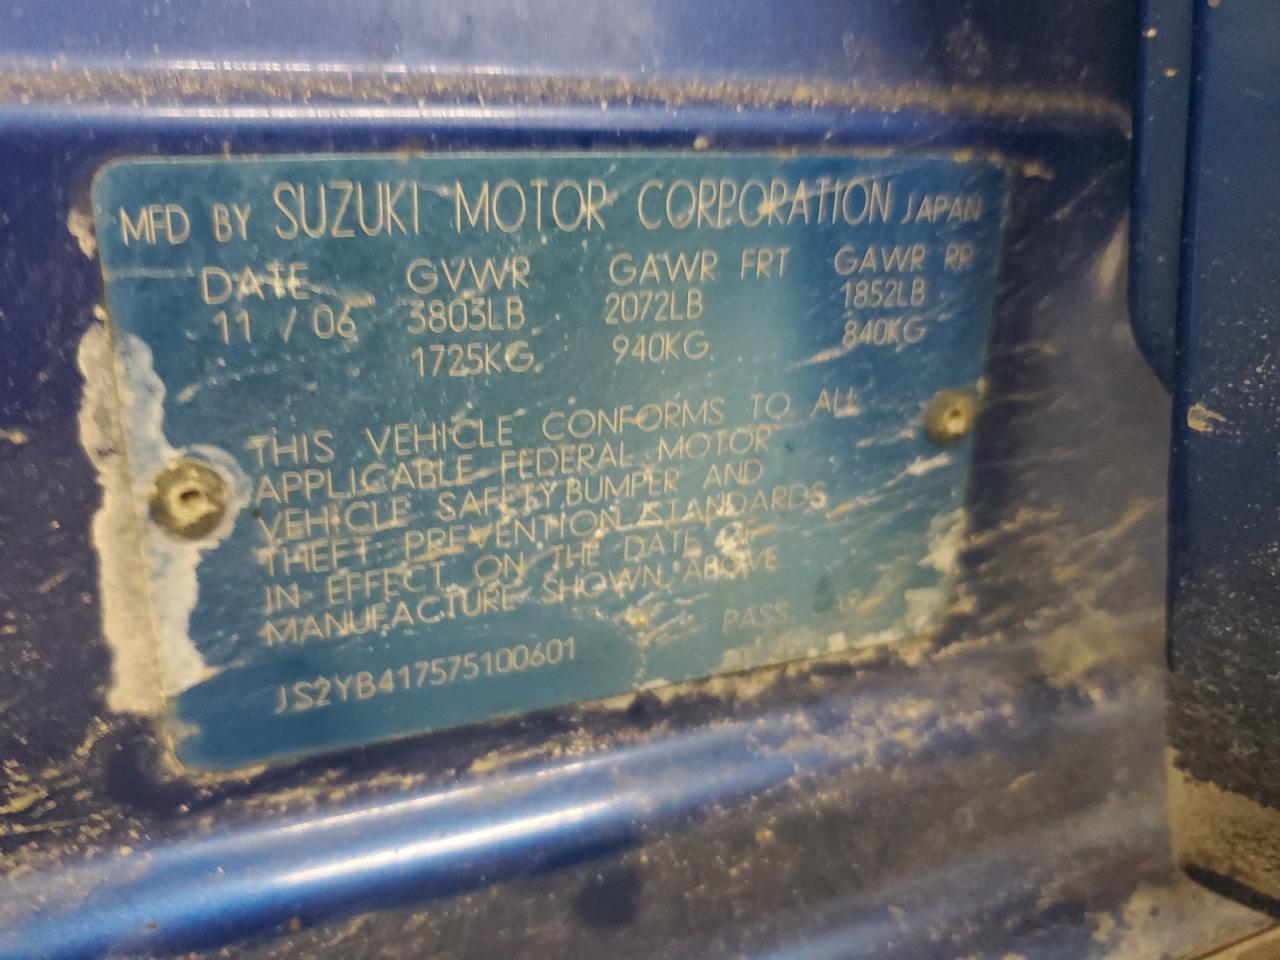 MFD BY SUZUKI MOTOR CORPORATION JAPAN
DATE GVWR GAWR FRT GAWR RR
11 / 06 3803LB 2072LB 1852LB
1725KG. 940KG. 840KG
THIS VEHICLE CONFORMS TO ALL
APPLICABLE FEDERAL MOTOR
VEHICLE SAFETY,BUMPER AND
THEFT PREVENTION STANDARDS
IN EFFECT ON THE DATE OF
MANUFACTURE SHOWN ABOVE
JS2YB417575100601 PASS CAR